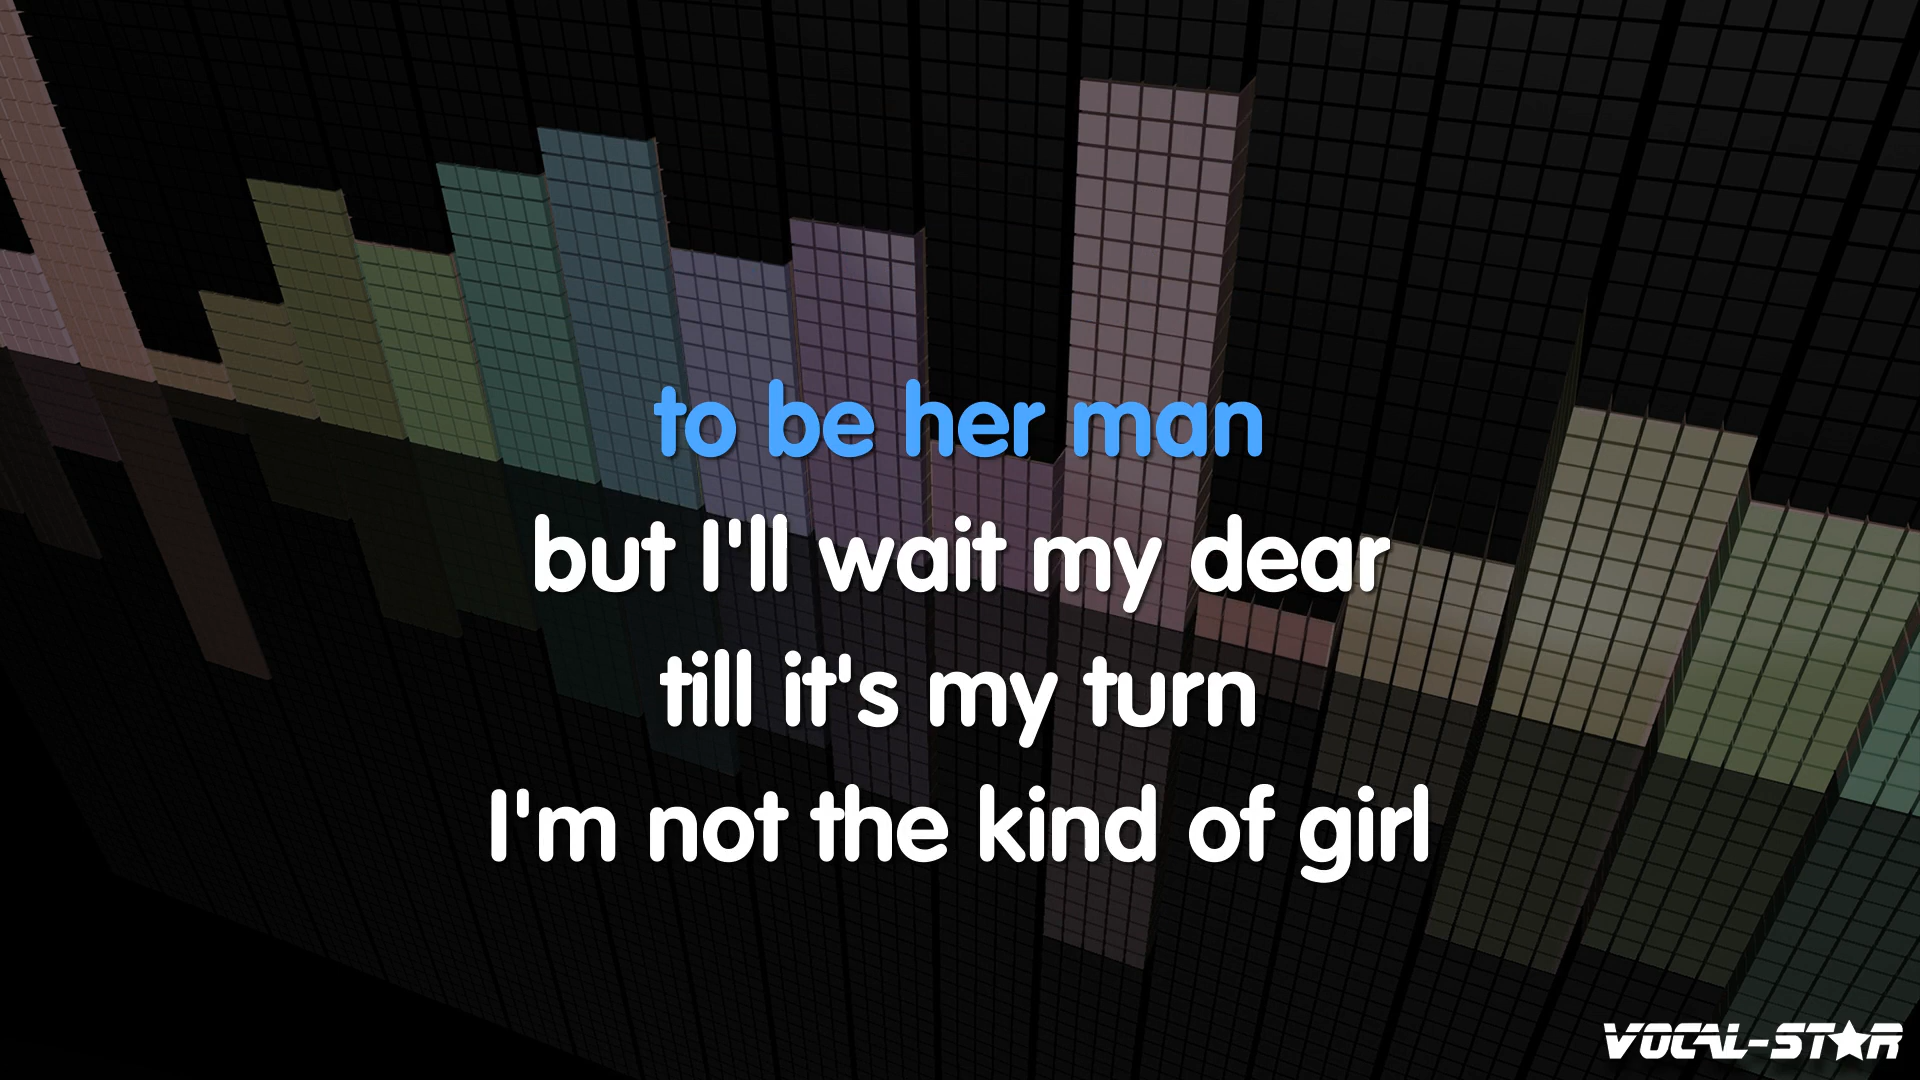 to be her man
but I'll wait my dear
till it's my turn
I'm not the kind of girl
VOCAL-STAR